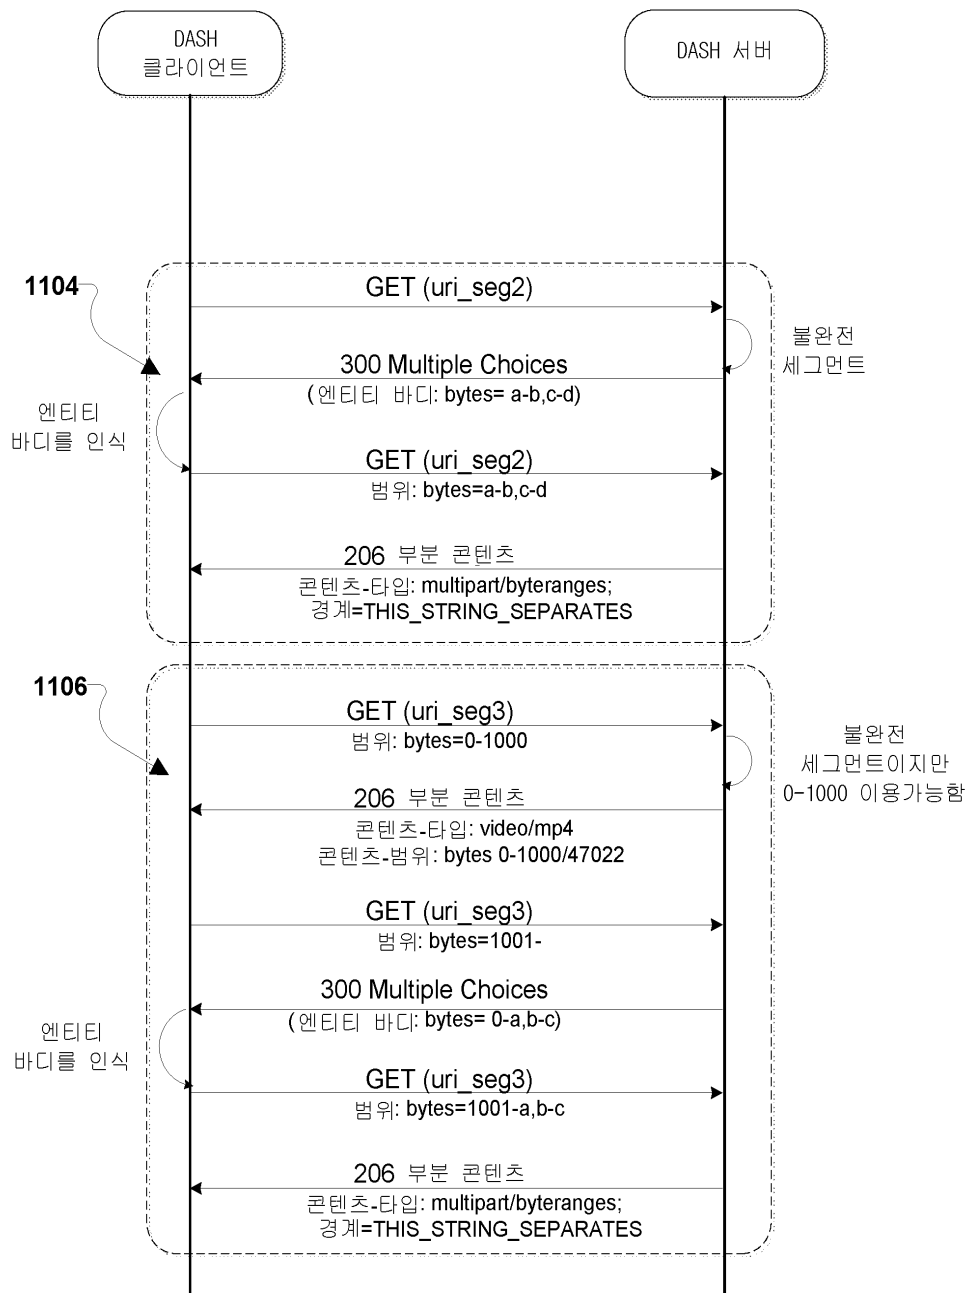 DASH
클라이언트
DASH 서버
1104
GET (uri_seg2)
불완전
세그먼트
300 Multiple Choices
(엔티티 바디: bytes= a-b,c-d)
엔티티
바디를 인식
GET (uri_seg2)
범위: bytes=a-b,c-d
206 부분 콘텐츠
콘텐츠-타입: multipart/byteranges;
경계=THIS_STRING_SEPARATES
1106
GET (uri_seg3)
범위: bytes=0-1000
불완전
세그먼트이지만
0-1000 이용가능함
206 부분 콘텐츠
콘텐츠-타입: video/mp4
콘텐츠-범위: bytes 0-1000/47022
GET (uri_seg3)
범위: bytes=1001-
300 Multiple Choices
(엔티티 바디: bytes= 0-a,b-c)
엔티티
바디를 인식
GET (uri_seg3)
범위: bytes=1001-a,b-c
206 부분 콘텐츠
콘텐츠-타입: multipart/byteranges;
경계=THIS_STRING_SEPARATES